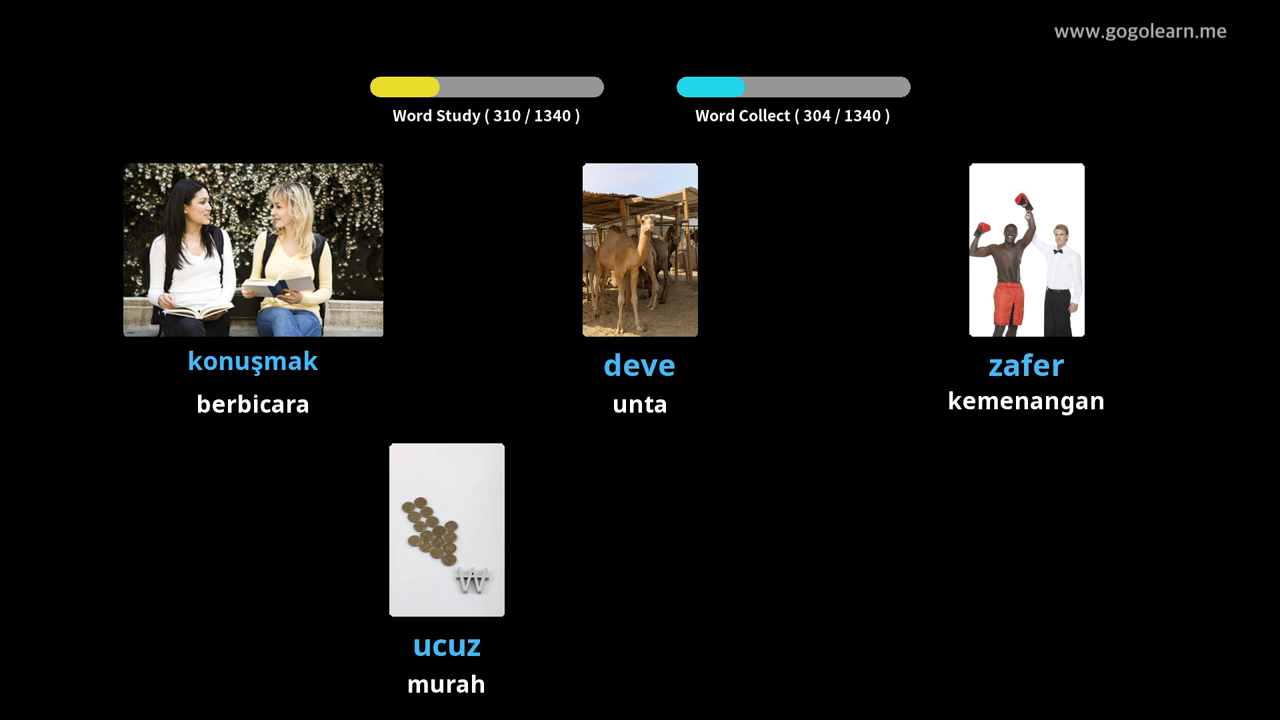 www.gogolearn.me
Word Study ( 310 / 1340 )
Word Collect ( 304 / 1340 )
konuşmak
berbicara
deve
unta
zafer
kemenangan
ucuz
murah